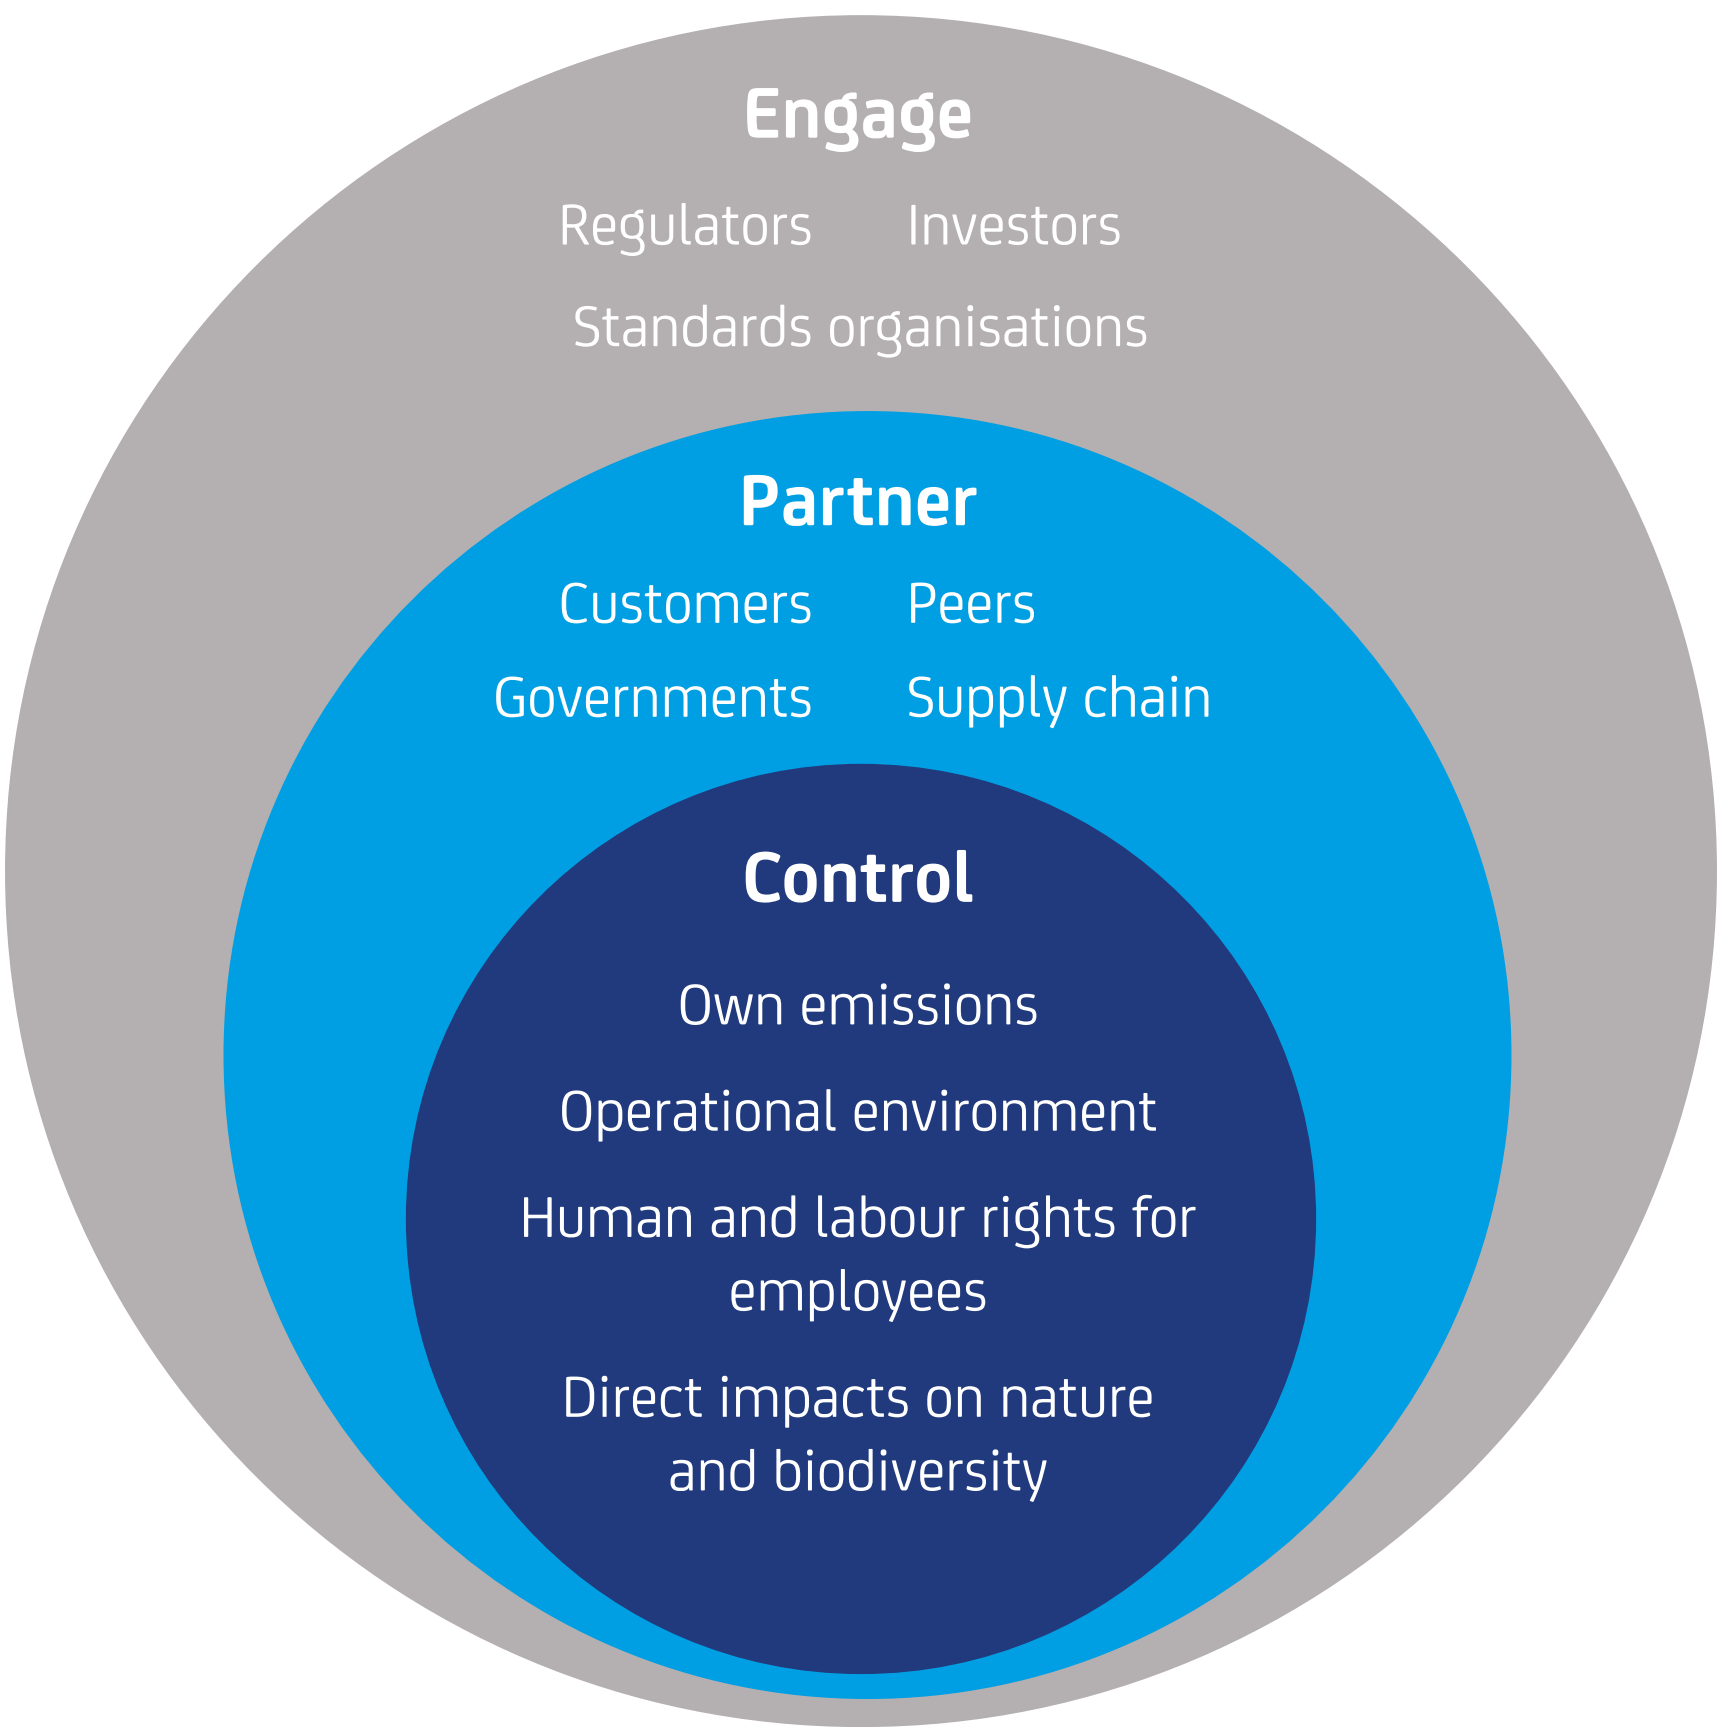 Engage
Regulators Investors
Standards organisations
Partner
Customers Peers
Governments Supply chain
Control
Own emissions
Operational environment
Human and labour rights for
employees
Direct impacts on nature
and biodiversity